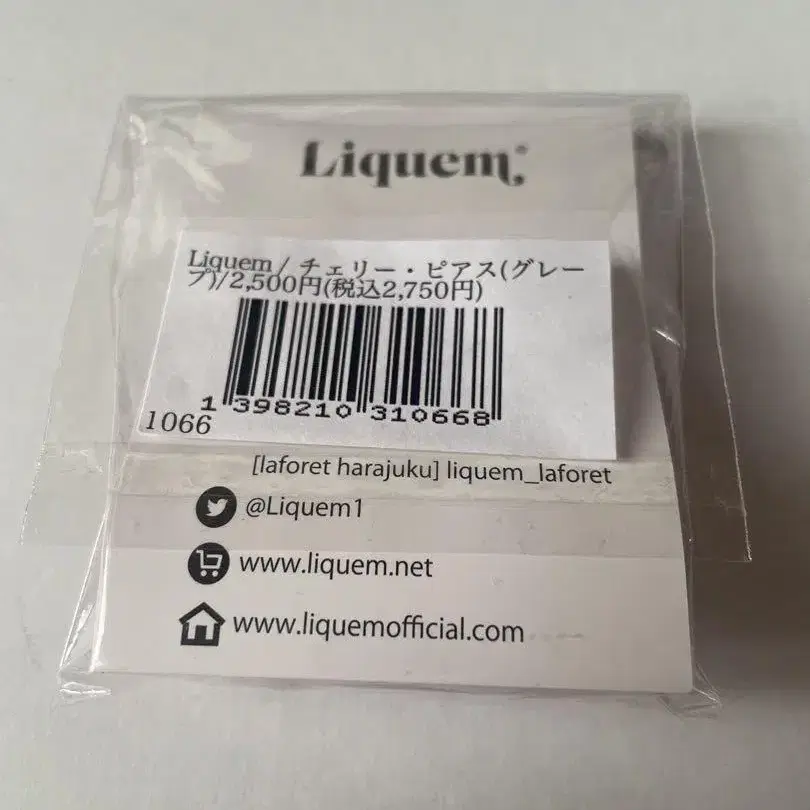 Liquem
Liquem / チェリー・ピアス(グレー
プ)/2,500円(税込2,750円)
1 398210 310668
1066
[laforet harajuku] liquem_laforet
@Liquem1
www.liquem.net
www.liquemofficial.com